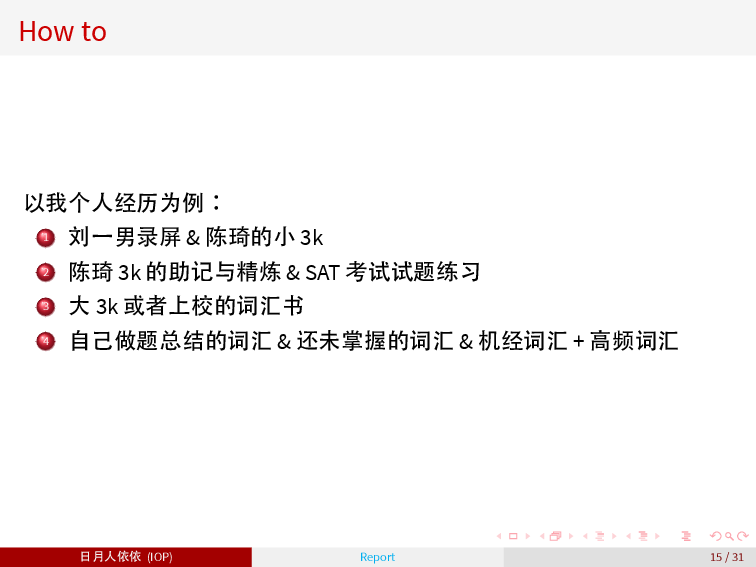 How to
以我个人经历为例：
1 刘一男录屏 & 陈琦的小 3k
2 陈琦 3k 的助记与精炼 & SAT 考试试题练习
3 大 3k 或者上校的词汇书
4 自己做题总结的词汇 & 还未掌握的词汇 & 机经词汇 + 高频词汇
日月人依依 (IOP) Report 15 / 31